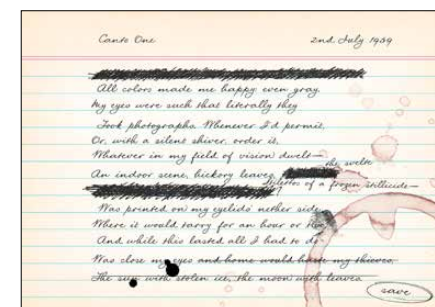 Canto One 2nd July 1959
All colors made me happy even gray.
My eyes were such that literally they
Took photographs. Whenever I'd permit,
Or, with a silent shiver, order it,
Whatever in my field of vision dwelt—
An indoor scene, hickory leaves, the svelte
Stilettos of a frozen stillicide—
Was printed on my eyelids' nether side
Where it would tarry for an hour or two,
And while this lasted all I had to do
Was close my eyes and home would haste my thieves,
The sun with stolen ice, the moon with leaves.
save